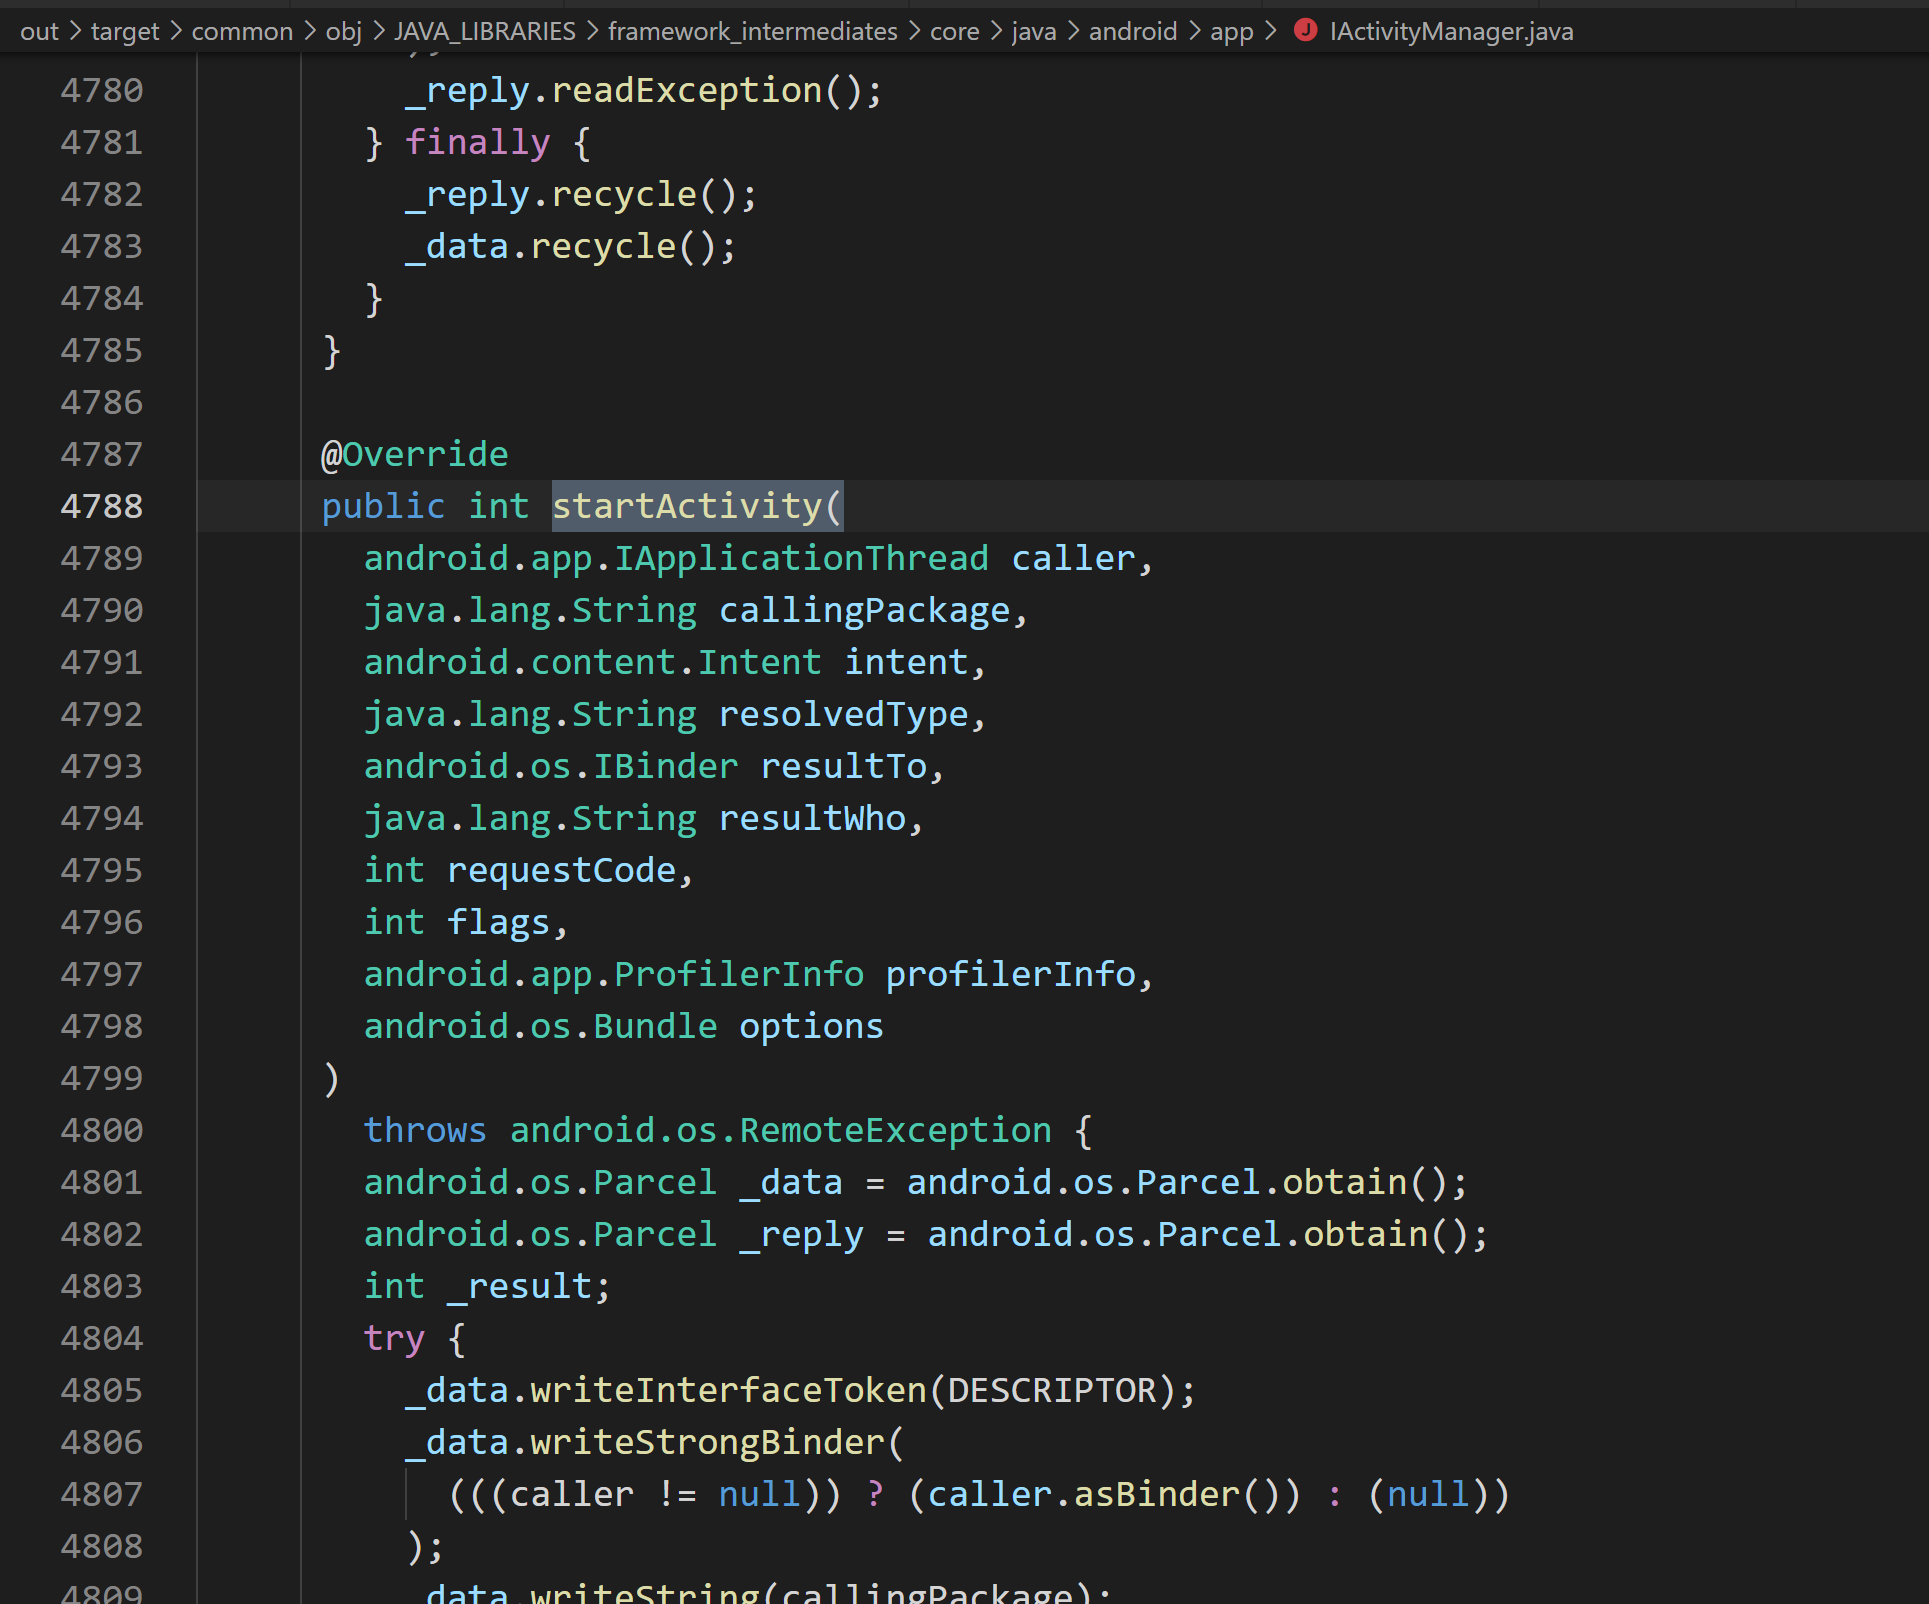 out > target > common > obj > JAVA_LIBRARIES > framework_intermediates > core > java > android > app > J IActivityManager.java
4780 _reply.readException();
4781 } finally {
4782 _reply.recycle();
4783 _data.recycle();
4784 }
4785 }
4786
4787 @Override
4788 public int startActivity(
4789 android.app.IApplicationThread caller,
4790 java.lang.String callingPackage,
4791 android.content.Intent intent,
4792 java.lang.String resolvedType,
4793 android.os.IBinder resultTo,
4794 java.lang.String resultWho,
4795 int requestCode,
4796 int flags,
4797 android.app.ProfilerInfo profilerInfo,
4798 android.os.Bundle options
4799 )
4800 throws android.os.RemoteException {
4801 android.os.Parcel _data = android.os.Parcel.obtain();
4802 android.os.Parcel _reply = android.os.Parcel.obtain();
4803 int _result;
4804 try {
4805 _data.writeInterfaceToken(DESCRIPTOR);
4806 _data.writeStrongBinder(
4807 (((caller != null)) ? (caller.asBinder()) : (null))
4808 );
4809 _data.writeString(callingPackage);